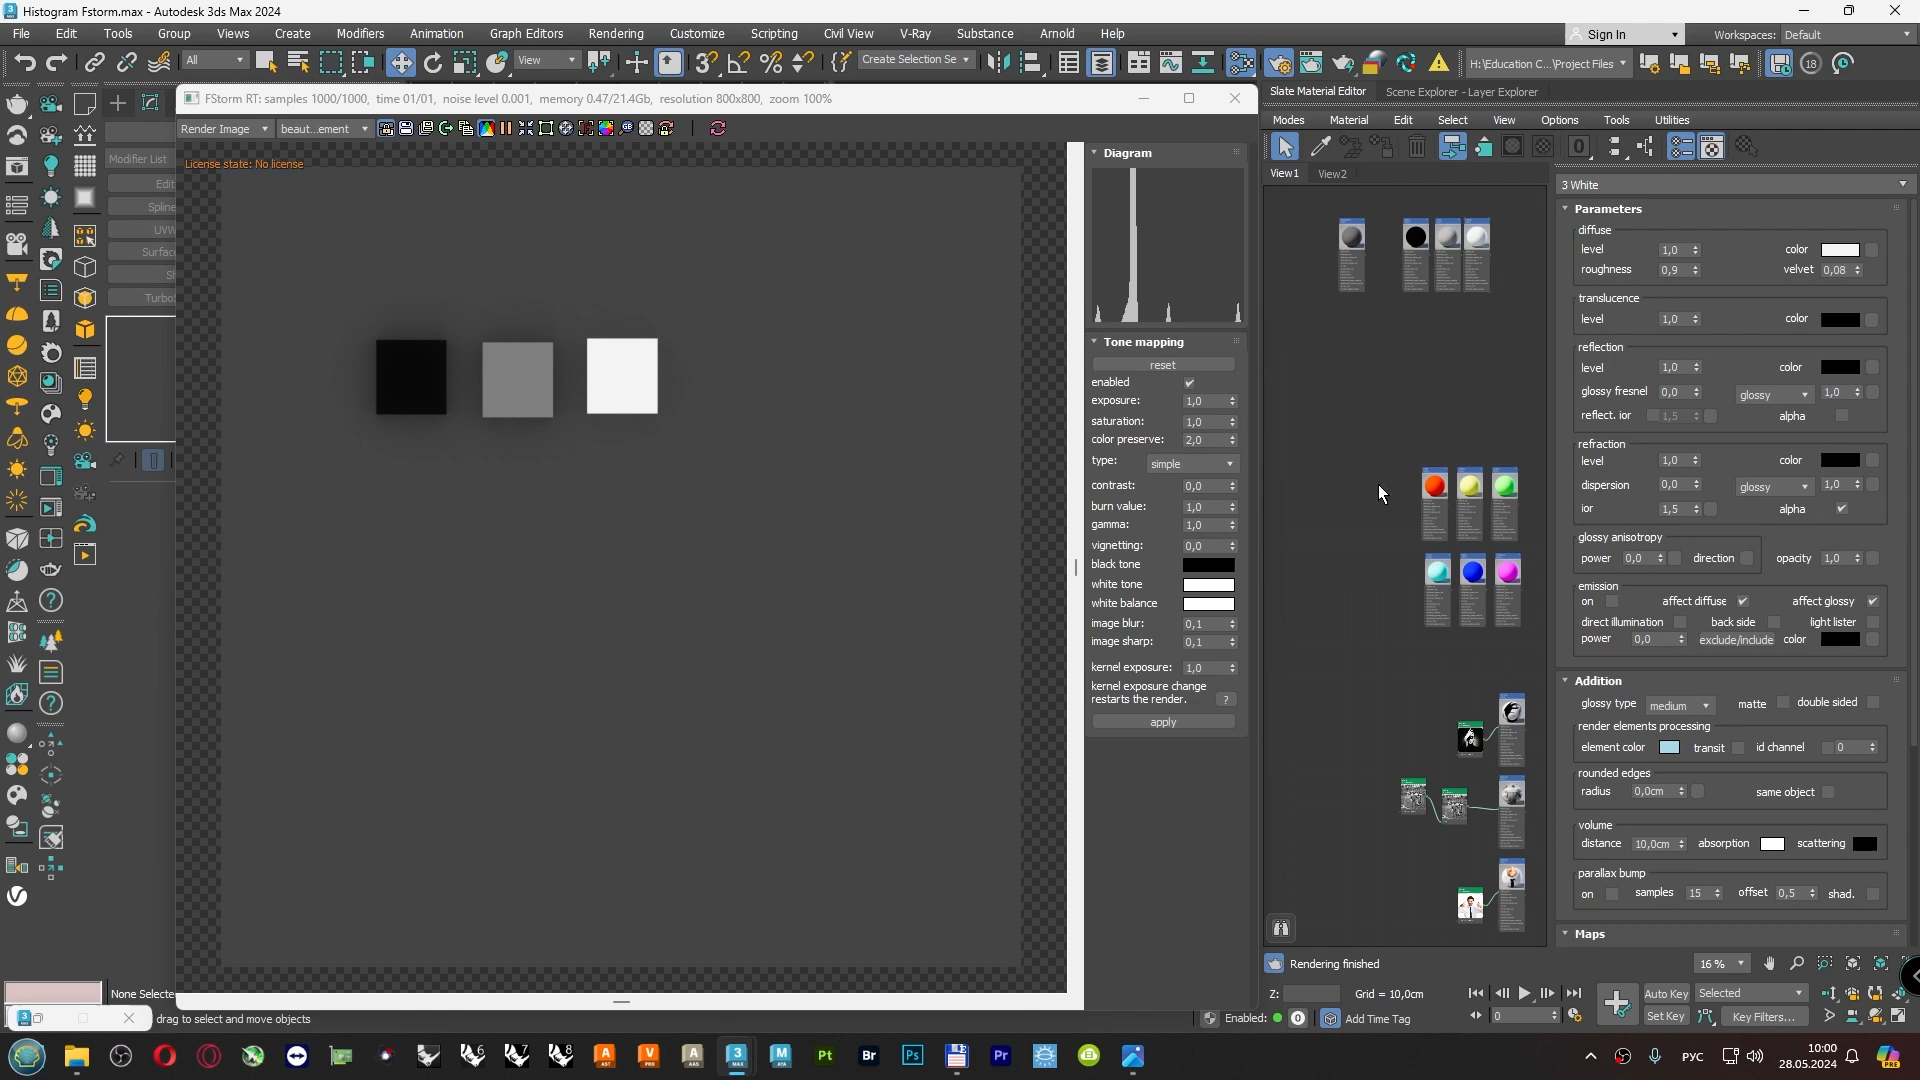 Histogram Fstorm.max - Autodesk 3ds Max 2024
File Edit Tools Group Views Create Modifiers Animation Graph Editors Rendering Customize Scripting Civil View V-Ray Substance Arnold Help
Sign In
Workspaces: Default
All
View
Create Selection Se
H:\Education C...\Project Files
18
FStorm RT: samples 1000/1000, time 01/01, noise level 0.001, memory 0.47/21.4Gb, resolution 800x800, zoom 100%
Render Image
beaut...ement
License state: No license
Modifier List
Edit
Spline
UVW
Surfac
Sh
Turbo
Diagram
Tone mapping
reset
enabled
exposure: 1,0
saturation: 1,0
color preserve: 2,0
type: simple
contrast: 0,0
burn value: 1,0
gamma: 1,0
vignetting: 0,0
black tone
white tone
white balance
image blur: 0,1
image sharp: 0,1
kernel exposure: 1,0
kernel exposure change
restarts the render. ?
apply
Slate Material Editor
Scene Explorer - Layer Explorer
Modes Material Edit Select View Options Tools Utilities
View1 View2
3 White
Parameters
diffuse
level 1,0 color
roughness 0,9 velvet 0,08
translucence
level 1,0 color
reflection
level 1,0 color
glossy fresnel 0,0 glossy 1,0
reflect. ior 1,5 alpha
refraction
level 1,0 color
dispersion 0,0 glossy 1,0
ior 1,5 alpha
glossy anisotropy
power 0,0 direction opacity 1,0
emission
on affect diffuse affect glossy
direct illumination back side light lister
power 0,0 exclude/include color
Addition
glossy type medium matte double sided
render elements processing
element color transit id channel 0
rounded edges
radius 0,0cm same object
volume
distance 10,0cm absorption scattering
parallax bump
on samples 15 offset 0,5 shad.
Maps
Rendering finished
16 %
None Selecte
drag to select and move objects
Z: Grid = 10,0cm
Enabled: 0 Add Time Tag
0
Auto Key Selected
Set Key Key Filters...
РУС
10:00
28.05.2024